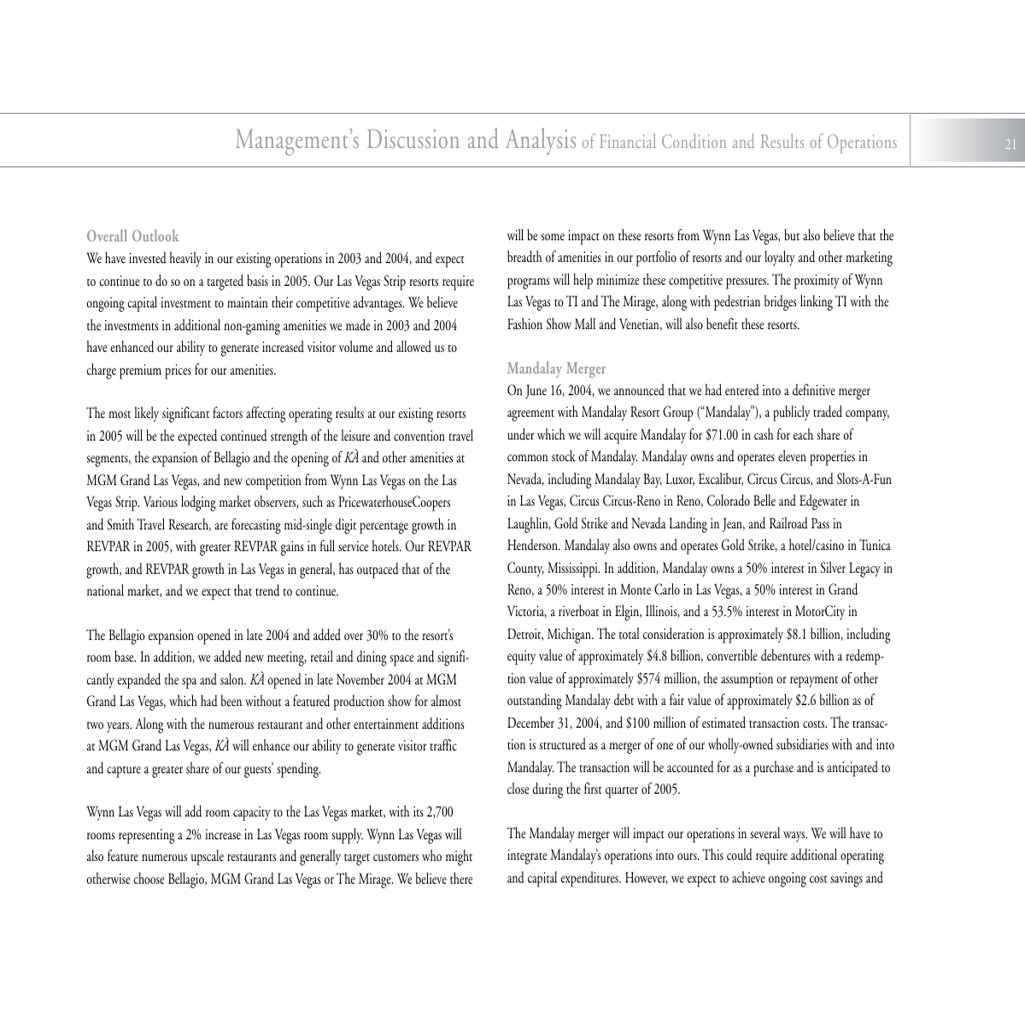 Management's Discussion and Analysis of Financial Condition and Results of Operations
21
Overall Outlook
We have invested heavily in our existing operations in 2003 and 2004, and expect
to continue to do so on a targeted basis in 2005. Our Las Vegas Strip resorts require
ongoing capital investment to maintain their competitive advantages. We believe
the investments in additional non-gaming amenities we made in 2003 and 2004
have enhanced our ability to generate increased visitor volume and allowed us to
charge premium prices for our amenities.
The most likely significant factors affecting operating results at our existing resorts
in 2005 will be the expected continued strength of the leisure and convention travel
segments, the expansion of Bellagio and the opening of KÀ and other amenities at
MGM Grand Las Vegas, and new competition from Wynn Las Vegas on the Las
Vegas Strip. Various lodging market observers, such as PricewaterhouseCoopers
and Smith Travel Research, are forecasting mid-single digit percentage growth in
REVPAR in 2005, with greater REVPAR gains in full service hotels. Our REVPAR
growth, and REVPAR growth in Las Vegas in general, has outpaced that of the
national market, and we expect that trend to continue.
The Bellagio expansion opened in late 2004 and added over 30% to the resort's
room base. In addition, we added new meeting, retail and dining space and signifi-
cantly expanded the spa and salon. KÀ opened in late November 2004 at MGM
Grand Las Vegas, which had been without a featured production show for almost
two years. Along with the numerous restaurant and other entertainment additions
at MGM Grand Las Vegas, KÀ will enhance our ability to generate visitor traffic
and capture a greater share of our guests' spending.
Wynn Las Vegas will add room capacity to the Las Vegas market, with its 2,700
rooms representing a 2% increase in Las Vegas room supply. Wynn Las Vegas will
also feature numerous upscale restaurants and generally target customers who might
otherwise choose Bellagio, MGM Grand Las Vegas or The Mirage. We believe there
will be some impact on these resorts from Wynn Las Vegas, but also believe that the
breadth of amenities in our portfolio of resorts and our loyalty and other marketing
programs will help minimize these competitive pressures. The proximity of Wynn
Las Vegas to TI and The Mirage, along with pedestrian bridges linking TI with the
Fashion Show Mall and Venetian, will also benefit these resorts.
Mandalay Merger
On June 16, 2004, we announced that we had entered into a definitive merger
agreement with Mandalay Resort Group ("Mandalay"), a publicly traded company,
under which we will acquire Mandalay for $71.00 in cash for each share of
common stock of Mandalay. Mandalay owns and operates eleven properties in
Nevada, including Mandalay Bay, Luxor, Excalibur, Circus Circus, and Slots-A-Fun
in Las Vegas, Circus Circus-Reno in Reno, Colorado Belle and Edgewater in
Laughlin, Gold Strike and Nevada Landing in Jean, and Railroad Pass in
Henderson. Mandalay also owns and operates Gold Strike, a hotel/casino in Tunica
County, Mississippi. In addition, Mandalay owns a 50% interest in Silver Legacy in
Reno, a 50% interest in Monte Carlo in Las Vegas, a 50% interest in Grand
Victoria, a riverboat in Elgin, Illinois, and a 53.5% interest in MotorCity in
Detroit, Michigan. The total consideration is approximately $8.1 billion, including
equity value of approximately $4.8 billion, convertible debentures with a redemp-
tion value of approximately $574 million, the assumption or repayment of other
outstanding Mandalay debt with a fair value of approximately $2.6 billion as of
December 31, 2004, and $100 million of estimated transaction costs. The transac-
tion is structured as a merger of one of our wholly-owned subsidiaries with and into
Mandalay. The transaction will be accounted for as a purchase and is anticipated to
close during the first quarter of 2005.
The Mandalay merger will impact our operations in several ways. We will have to
integrate Mandalay's operations into ours. This could require additional operating
and capital expenditures. However, we expect to achieve ongoing cost savings and